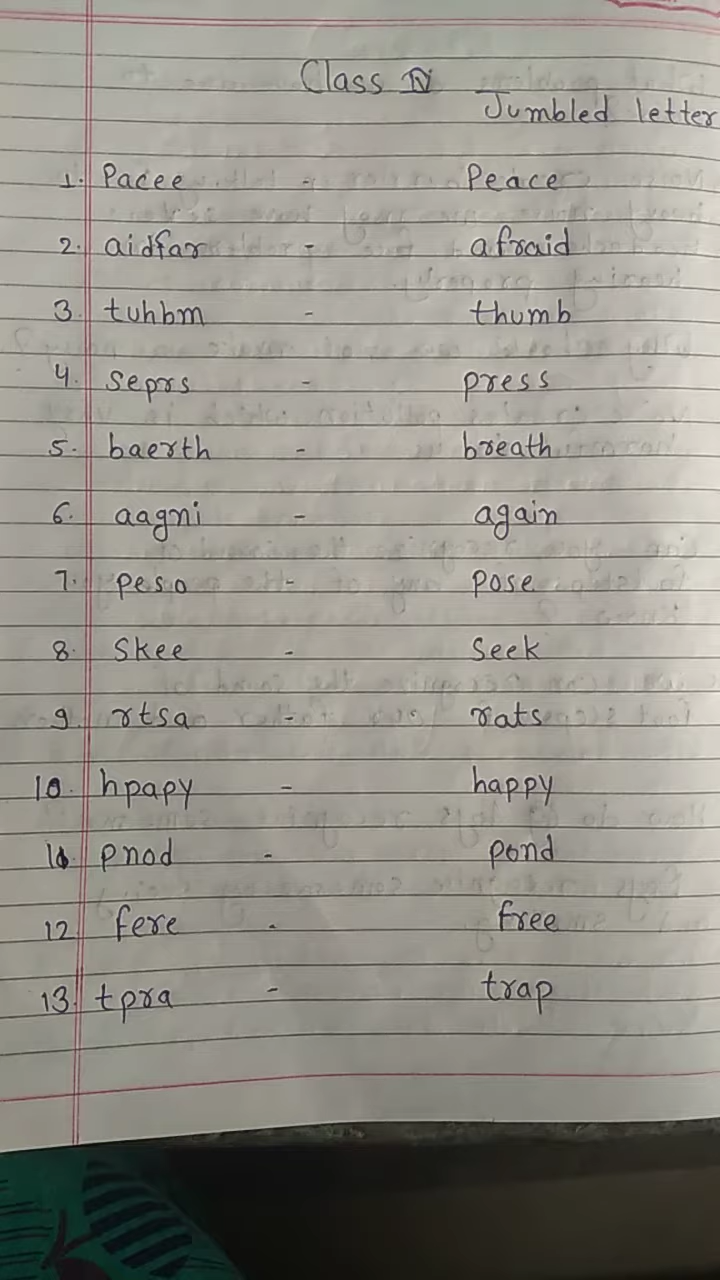 Class IV
Jumbled letter
1. Pacee - Peace
2. aidfar - afraid
3. tuhbm - thumb
4. seprs - press
5. baerth - breath
6. aagni - again
7. peso - pose
8. Skee - Seek
9. rtsa - rats
10. hpapy - happy
11. pnod - pond
12 fere - free
13. tpra - trap